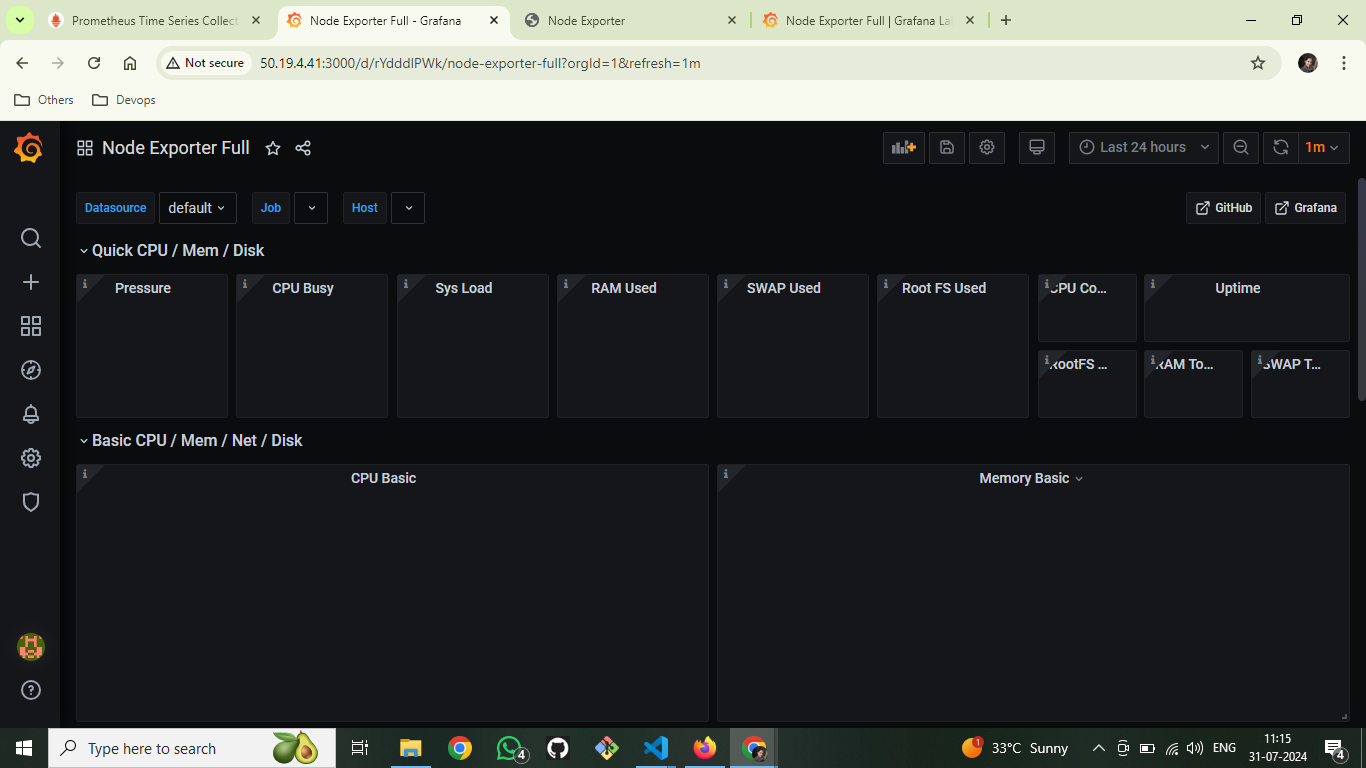 Prometheus Time Series Collect
Node Exporter Full - Grafana
Node Exporter
Node Exporter Full | Grafana La
Not secure
50.19.4.41:3000/d/rYdddlPWk/node-exporter-full?orgId=1&refresh=1m
Others
Devops
Node Exporter Full
Last 24 hours
1m
Datasource
default
Job
Host
GitHub
Grafana
Quick CPU / Mem / Disk
Pressure
CPU Busy
Sys Load
RAM Used
SWAP Used
Root FS Used
CPU Co...
Uptime
RootFS ...
RAM To...
SWAP T...
Basic CPU / Mem / Net / Disk
CPU Basic
Memory Basic
Type here to search
4
1
33°C Sunny
ENG
11:15
31-07-2024
4